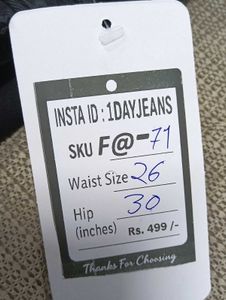 INSTA ID : 1DAYJEANS
SKU F@-71
Waist Size 26
Hip 30
(inches) Rs. 499 /-
Thanks For Choosing